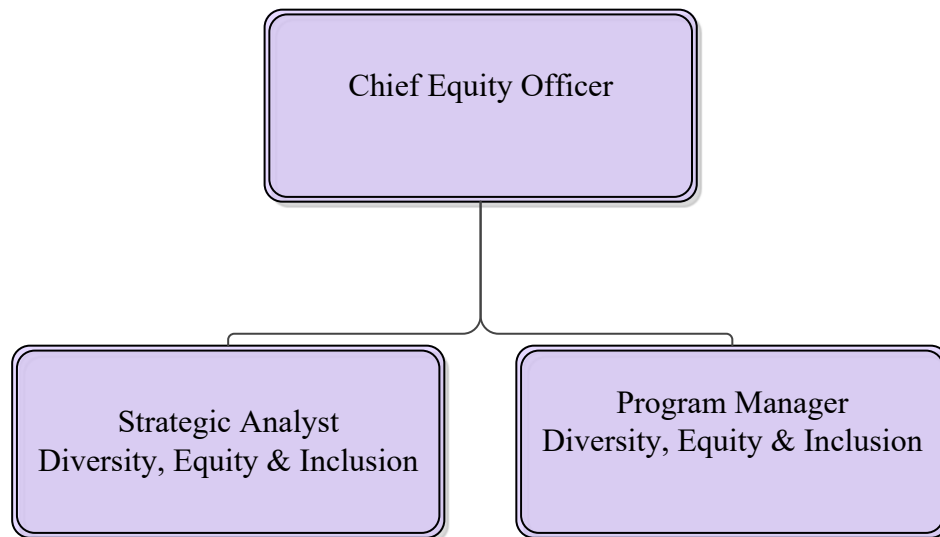 Chief Equity Officer
Strategic Analyst
Diversity, Equity & Inclusion
Program Manager
Diversity, Equity & Inclusion